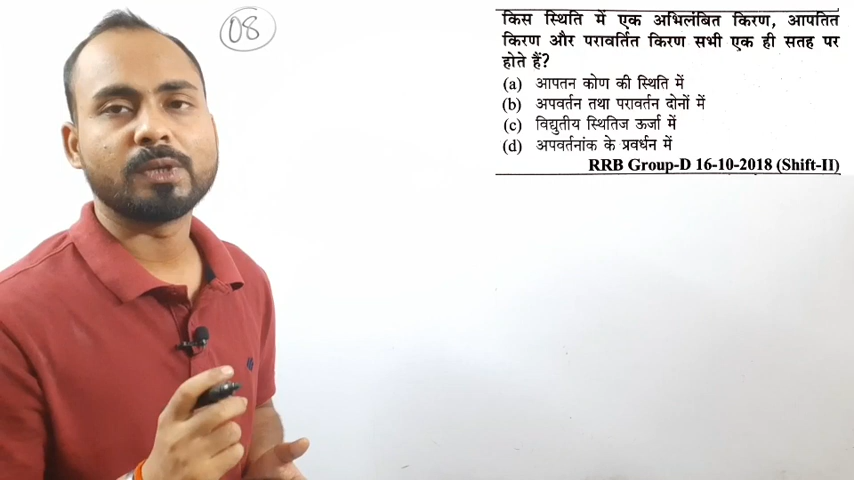 08
किस स्थिति में एक अभिलंबित किरण, आपतित
किरण और परावर्तित किरण सभी एक ही सतह पर
होते हैं?
(a) आपतन कोण की स्थिति में
(b) अपवर्तन तथा परावर्तन दोनों में
(c) विद्युतीय स्थितिज ऊर्जा में
(d) अपवर्तनांक के प्रवर्धन में
RRB Group-D 16-10-2018 (Shift-II)